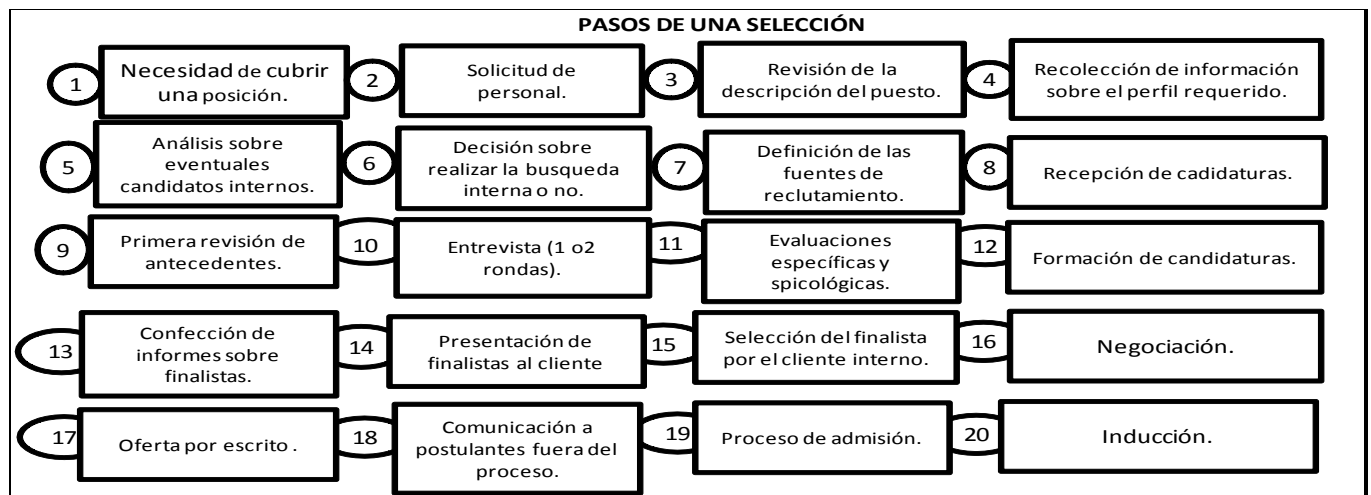 PASOS DE UNA SELECCIÓN
1
Necesidad de cubrir
una posición.
2
Solicitud de
personal.
3
Revisión de la
descripción del puesto.
4
Recolección de información
sobre el perfil requerido.
5
Análisis sobre
eventuales
candidatos internos.
6
Decisión sobre
realizar la busqueda
interna o no.
7
Definición de las
fuentes de
reclutamiento.
8
Recepción de cadidaturas.
9
Primera revisión de
antecedentes.
10
Entrevista (1 o2
rondas).
11
Evaluaciones
específicas y
spicológicas.
12
Formación de candidaturas.
13
Confección de
informes sobre
finalistas.
14
Presentación de
finalistas al cliente
15
Selección del finalista
por el cliente interno.
16
Negociación.
17
Oferta por escrito .
18
Comunicación a
postulantes fuera del
proceso.
19
Proceso de admisión.
20
Inducción.